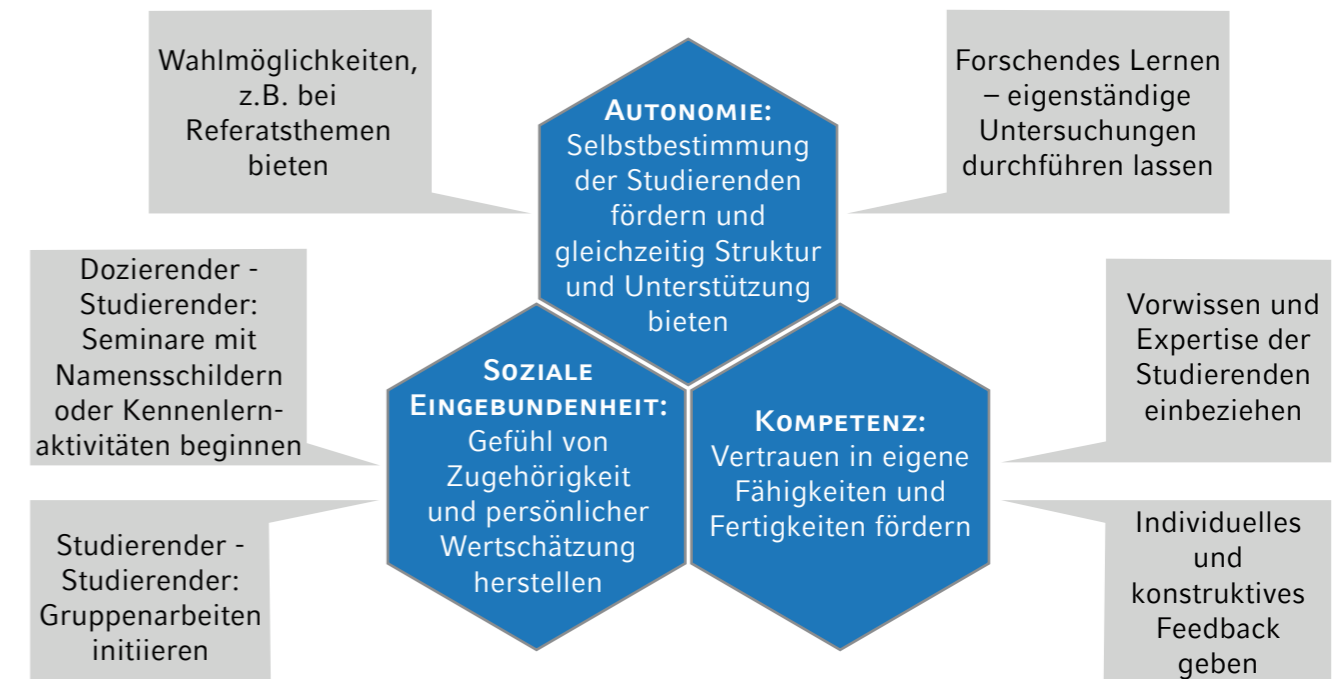 Wahlmöglichkeiten,
z.B. bei
Referatsthemen
bieten
AUTONOMIE:
Selbstbestimmung
der Studierenden
fördern und
gleichzeitig Struktur
und Unterstützung
bieten
Forschendes Lernen
– eigenständige
Untersuchungen
durchführen lassen
Dozierender -
Studierender:
Seminare mit
Namensschildern
oder Kennenlern-
aktivitäten beginnen
SOZIALE
EINGEBUNDENHEIT:
Gefühl von
Zugehörigkeit
und persönlicher
Wertschätzung
herstellen
KOMPETENZ:
Vertrauen in eigene
Fähigkeiten und
Fertigkeiten fördern
Vorwissen und
Expertise der
Studierenden
einbeziehen
Studierender -
Studierender:
Gruppenarbeiten
initiieren
Individuelles
und
konstruktives
Feedback
geben